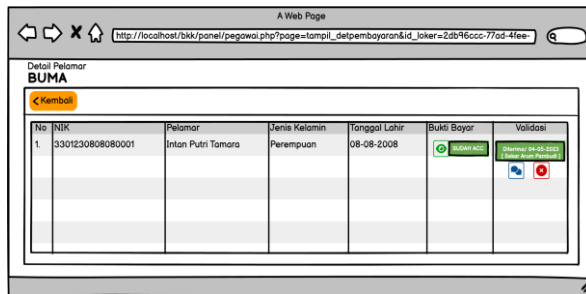 A Web Page
http://localhost/bkk/panel/pegawai.php?page=tampil_detpembayaran&id_loker=2db96ccc-77ad-4fee-
Detail Pelamar
BUMA
Kembali
No NIK Pelamar Jenis Kelamin Tanggal Lahir Bukti Bayar Validasi
1. 3301230808080001 Intan Putri Tamara Perempuan 08-08-2008 SUDAH ACC Diterima/ 04-05-2023
[ Sekar Arum Pambudi ]